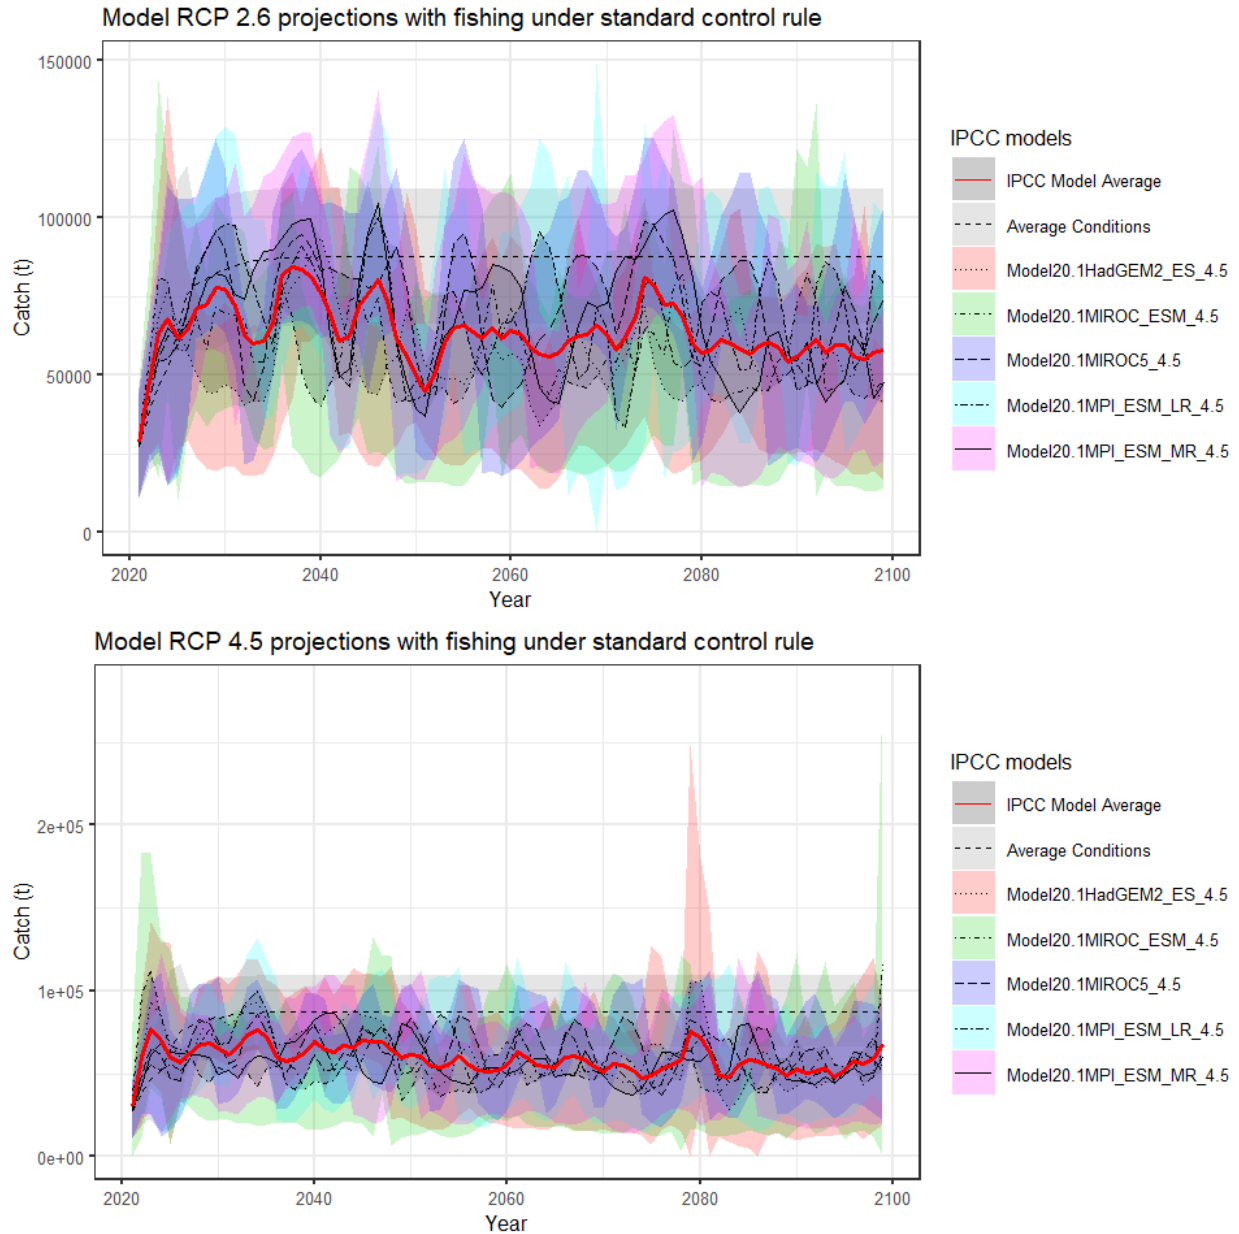 Model RCP 2.6 projections with fishing under standard control rule
150000
100000
50000
0
Catch (t)
2020 2040 2060 2080 2100
Year
IPCC models
IPCC Model Average
Average Conditions
Model20.1HadGEM2_ES_4.5
Model20.1MIROC_ESM_4.5
Model20.1MIROC5_4.5
Model20.1MPI_ESM_LR_4.5
Model20.1MPI_ESM_MR_4.5
Model RCP 4.5 projections with fishing under standard control rule
2e+05
1e+05
0e+00
Catch (t)
2020 2040 2060 2080 2100
Year
IPCC models
IPCC Model Average
Average Conditions
Model20.1HadGEM2_ES_4.5
Model20.1MIROC_ESM_4.5
Model20.1MIROC5_4.5
Model20.1MPI_ESM_LR_4.5
Model20.1MPI_ESM_MR_4.5